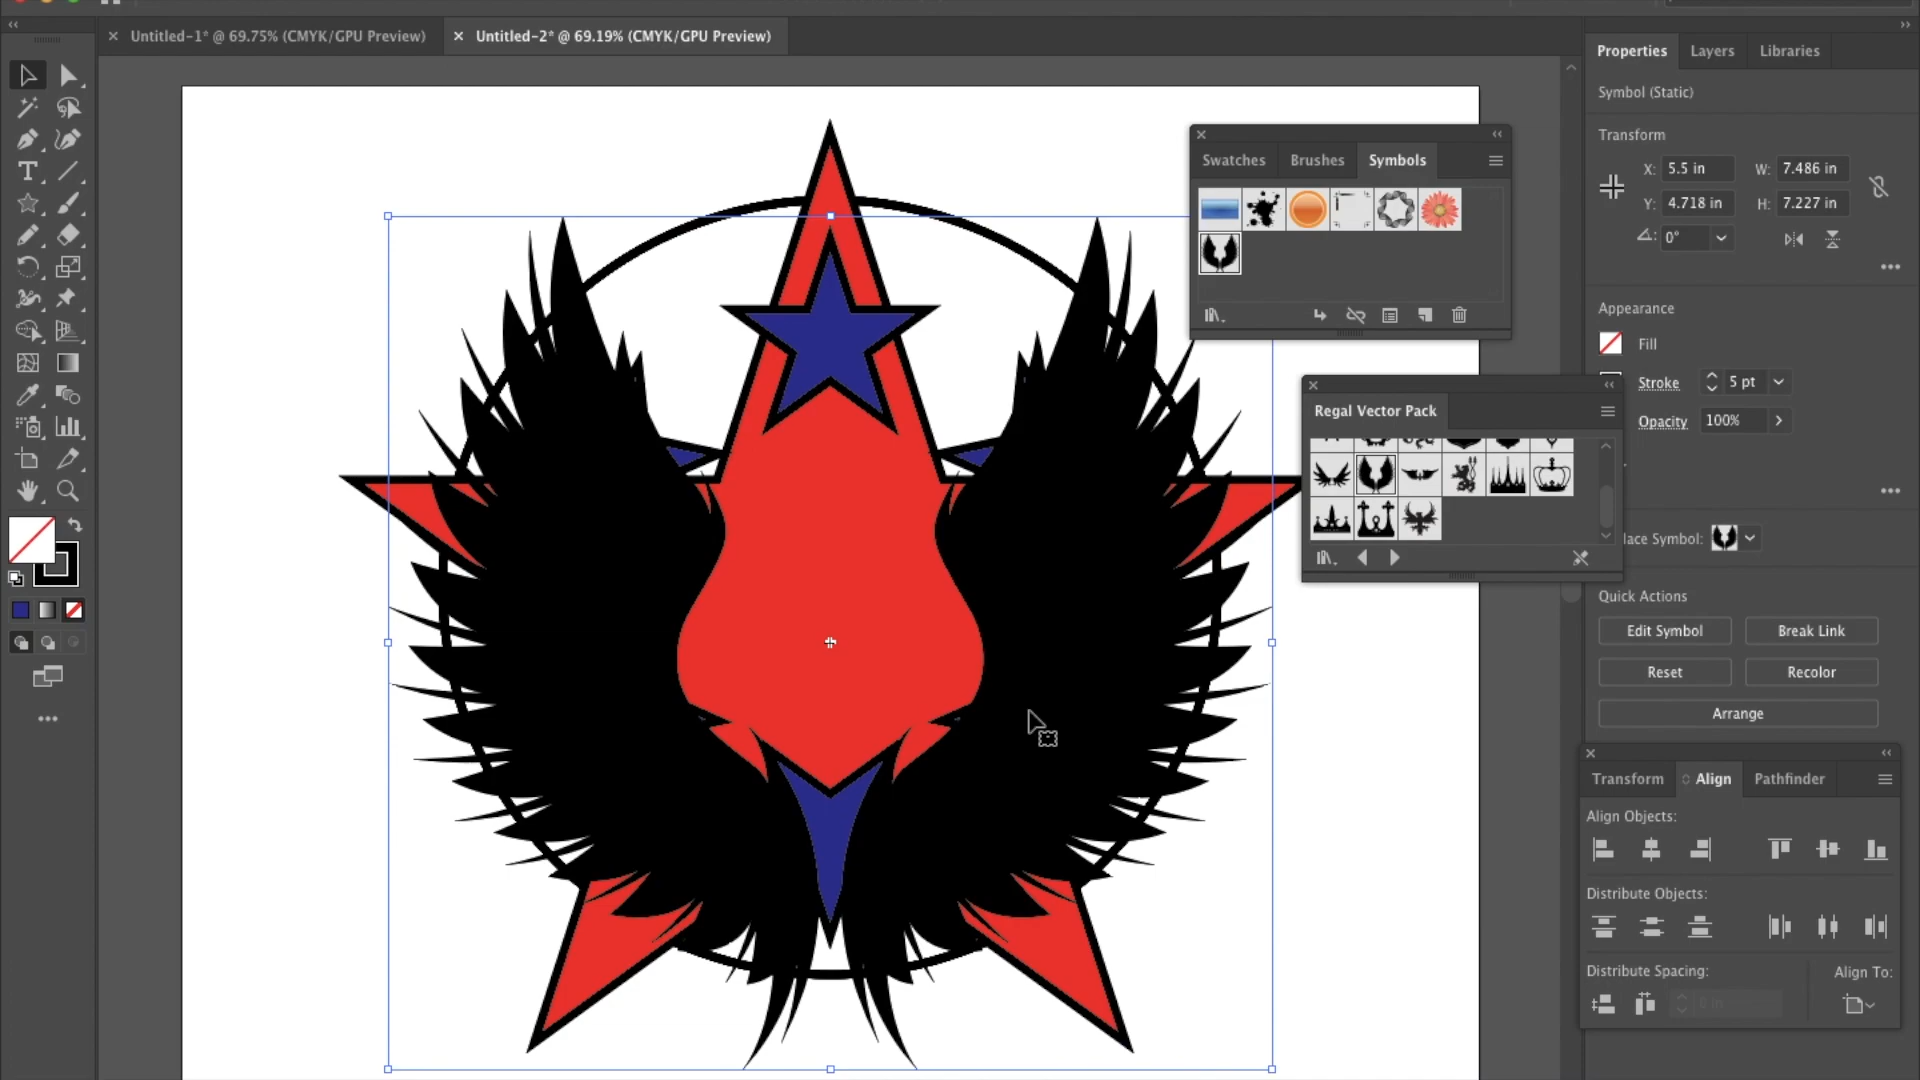 Untitled-1* @ 69.75% (CMYK/GPU Preview)
Untitled-2* @ 69.19% (CMYK/GPU Preview)
Properties
Layers
Libraries
Symbol (Static)
Transform
X: 5.5 in
W: 7.486 in
Y: 4.718 in
H: 7.227 in
0°
Appearance
Fill
Stroke
5 pt
Opacity
100%
Swatches
Brushes
Symbols
Regal Vector Pack
lace Symbol:
Quick Actions
Edit Symbol
Break Link
Reset
Recolor
Arrange
Transform
Align
Pathfinder
Align Objects:
Distribute Objects:
Distribute Spacing:
Align To:
0 in